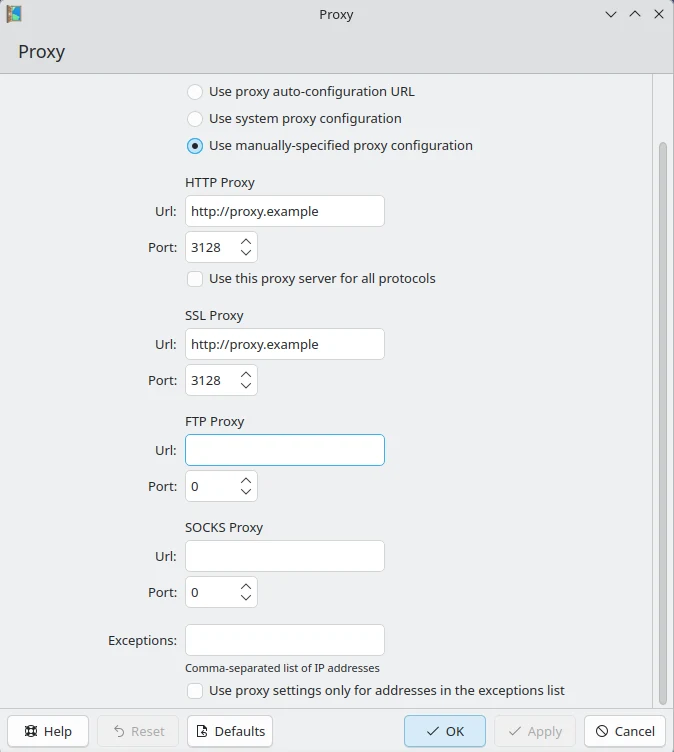 Proxy
Proxy
Use proxy auto-configuration URL
Use system proxy configuration
Use manually-specified proxy configuration
HTTP Proxy
Url: http://proxy.example
Port: 3128
Use this proxy server for all protocols
SSL Proxy
Url: http://proxy.example
Port: 3128
FTP Proxy
Url:
Port: 0
SOCKS Proxy
Url:
Port: 0
Exceptions:
Comma-separated list of IP addresses
Use proxy settings only for addresses in the exceptions list
Help Reset Defaults OK Apply Cancel